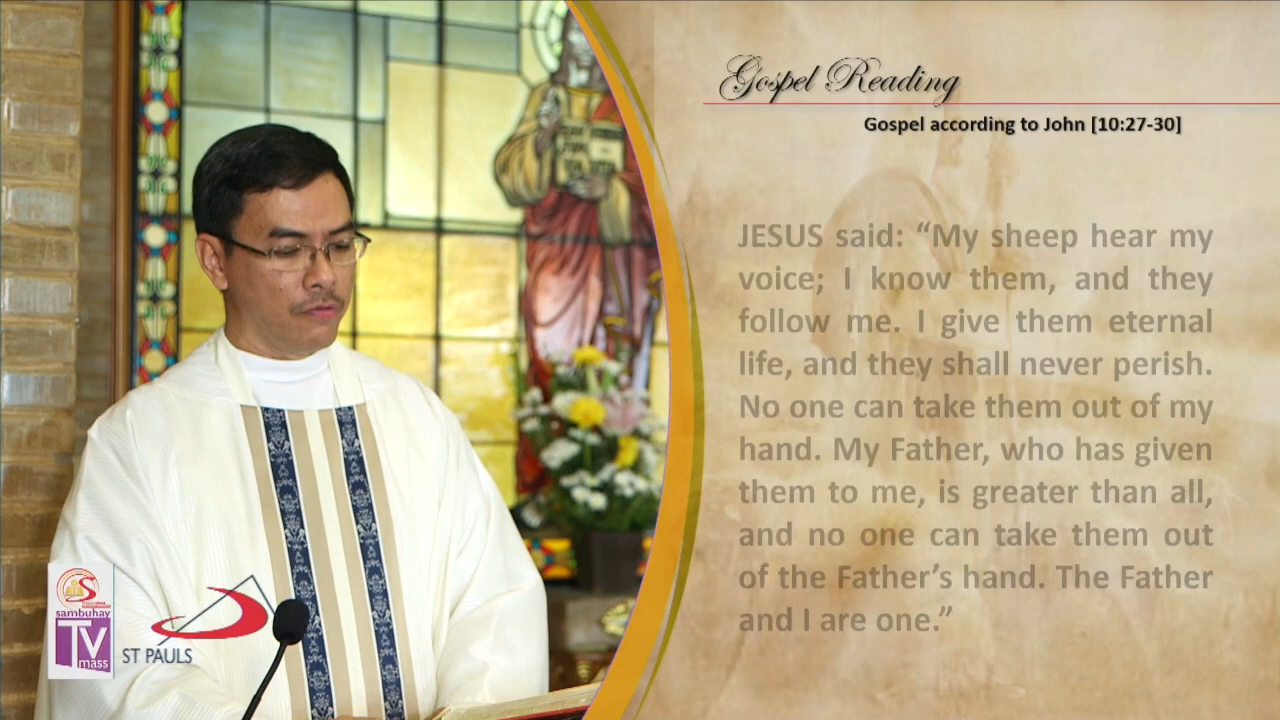 Gospel Reading
Gospel according to John [10:27-30]
JESUS said: “My sheep hear my
voice; I know them, and they
follow me. I give them eternal
life, and they shall never perish.
No one can take them out of my
hand. My Father, who has given
them to me, is greater than all,
and no one can take them out
of the Father’s hand. The Father
and I are one.”
sambuhay
TV
mass
ST PAULS